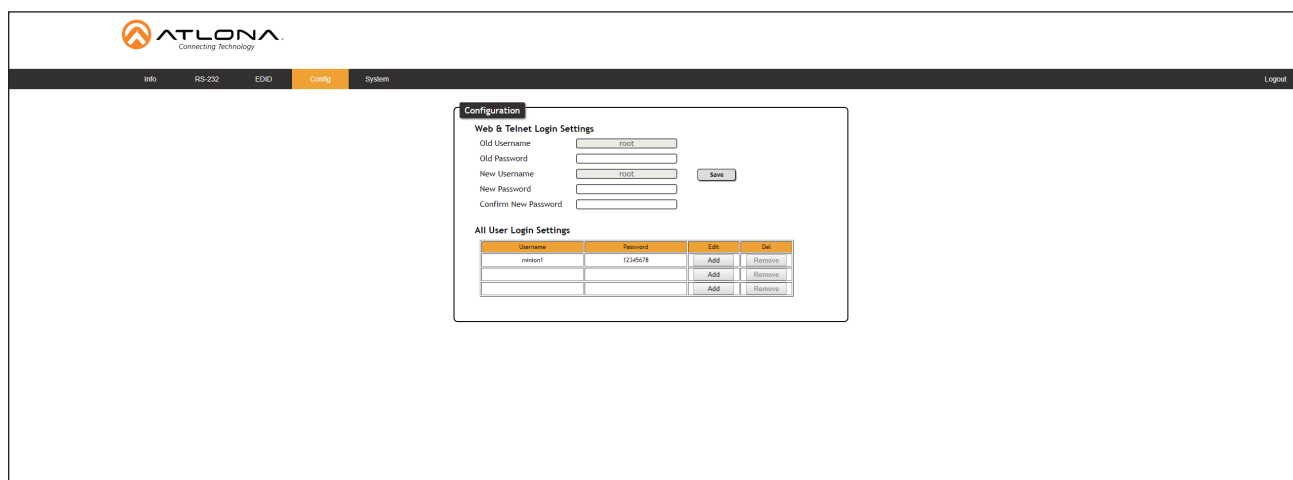 ATLONA.
Connecting Technology
Info RS-232 EDID Config System Logout
Configuration
Web & Telnet Login Settings
Old Username root
Old Password
New Username root Save
New Password
Confirm New Password
All User Login Settings
Username Password Edit Del
minion1 12345678 Add Remove
Add Remove
Add Remove